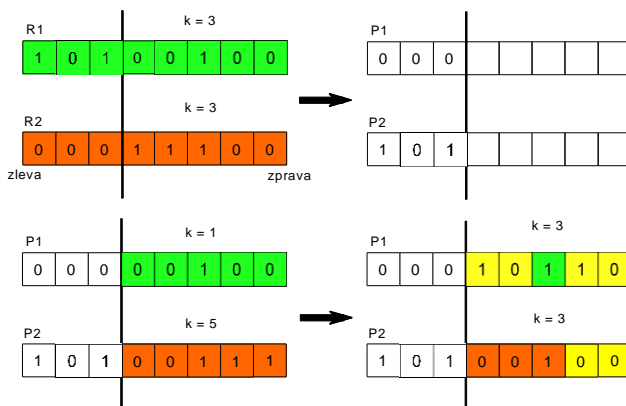 R1 k = 3
1 0 1 0 0 1 0 0
k = 3
R2
0 0 0 1 1 1 0 0
zleva zprava
P1
0 0 0
P2
1 0 1
P1 k = 1
0 0 0 0 0 1 0 0
P2 k = 5
1 0 1 0 0 1 1 1
k = 3
P1
0 0 0 1 0 1 1 0
P2 k = 3
1 0 1 0 0 1 0 0